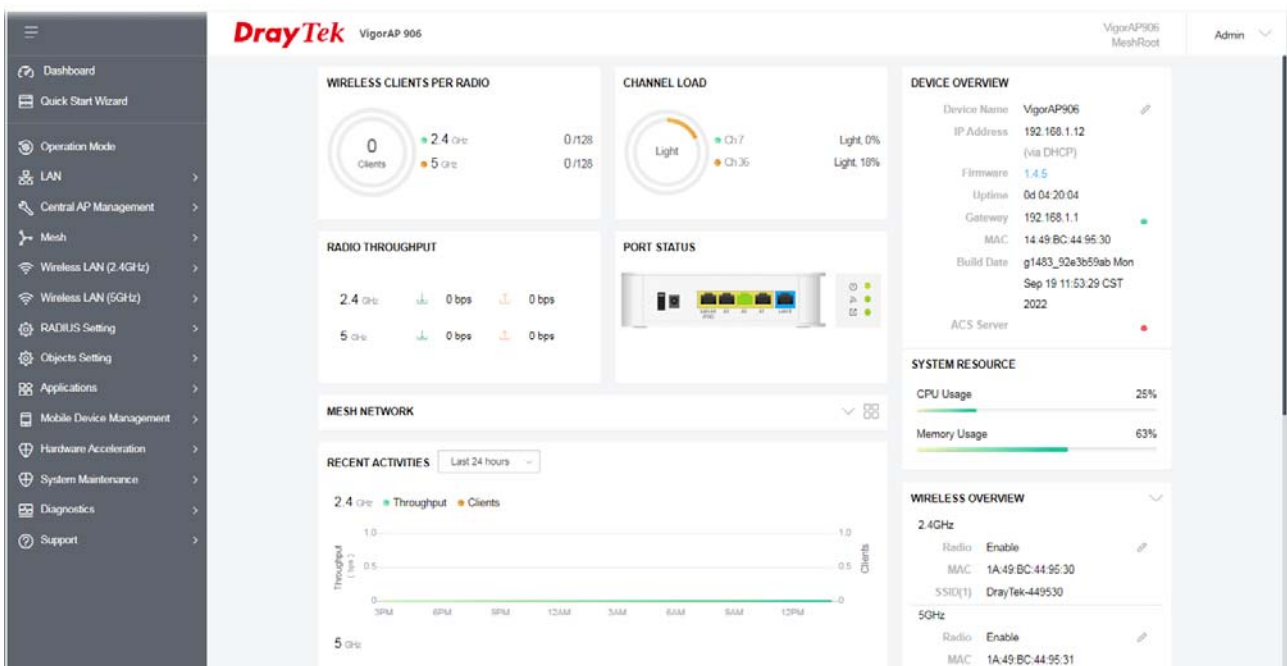 DrayTek VigorAP 906
VigorAP906
MeshRoot
Admin
Dashboard
Quick Start Wizard
Operation Mode
LAN
Central AP Management
Mesh
Wireless LAN (2.4GHz)
Wireless LAN (5GHz)
RADIUS Setting
Objects Setting
Applications
Mobile Device Management
Hardware Acceleration
System Maintenance
Diagnostics
Support
WIRELESS CLIENTS PER RADIO
0
Clients
2.4 GHz 0/128
5 GHz 0/128
CHANNEL LOAD
Light
Ch 7 Light, 0%
Ch 36 Light, 18%
RADIO THROUGHPUT
2.4 GHz 0 bps 0 bps
5 GHz 0 bps 0 bps
PORT STATUS
MESH NETWORK
RECENT ACTIVITIES Last 24 hours
2.4 GHz Throughput Clients
Throughput
( bps )
1.0 1.0
0.5 0.5
0 0
Clients
3PM 6PM 9PM 12AM 3AM 6AM 9AM 12PM
5 GHz
DEVICE OVERVIEW
Device Name VigorAP906
IP Address 192.168.1.12
(via DHCP)
Firmware 1.4.5
Uptime 0d 04:20:04
Gateway 192.168.1.1
MAC 14:49:BC:44:95:30
Build Date g1483_92e3b59ab Mon
Sep 19 11:53:29 CST
2022
ACS Server
SYSTEM RESOURCE
CPU Usage 25%
Memory Usage 63%
WIRELESS OVERVIEW
2.4GHz
Radio Enable
MAC 1A:49:BC:44:95:30
SSID(1) DrayTek-449530
5GHz
Radio Enable
MAC 1A:49:BC:44:95:31